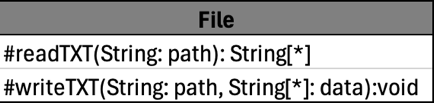 File
#readTXT(String: path): String[*]
#writeTXT(String: path, String[*]: data):void